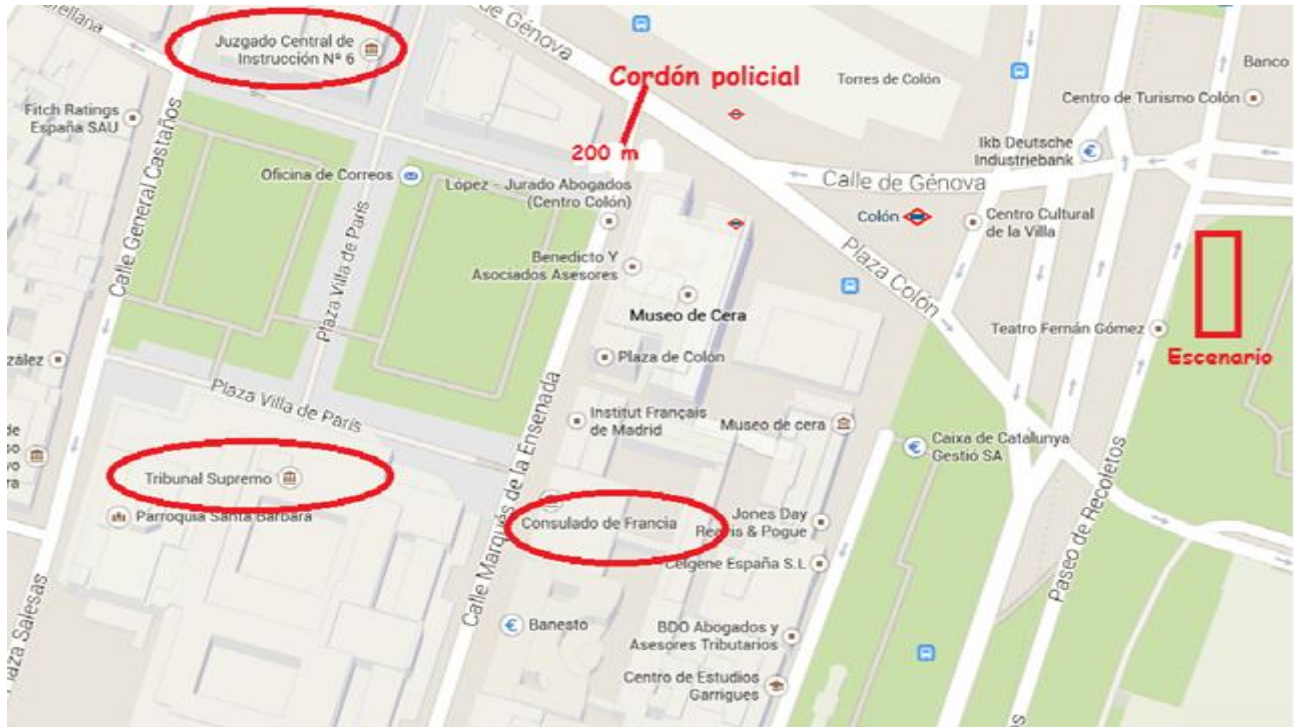 de Génova
Juzgado Central de
Instrucción Nº 6
Cordón policial
Torres de Colón
Banco
Centro de Turismo Colón
Fitch Ratings
España SAU
200 m
Ikb Deutsche
Industriebank
Oficina de Correos
López - Jurado Abogados
(Centro Colón)
Calle de Génova
Colón
Centro Cultural
de la Villa
Calle General Castaños
Plaza Villa de París
Benedicto Y
Asociados Asesores
Plaza Colón
Museo de Cera
Teatro Fernán Gómez
Escenario
Plaza de Colón
Plaza Villa de París
Institut Français
de Madrid
Museo de cera
Caixa de Catalunya
Gestió SA
Calle Marqués de la Ensenada
Tribunal Supremo
Parroquia Santa Bárbara
Consulado de Francia
Jones Day
Reavis & Pogue
Celgene España S.L
Paseo de Recoletos
Banesto
BDO Abogados y
Asesores Tributarios
Centro de Estudios
Garrigues
Salesas